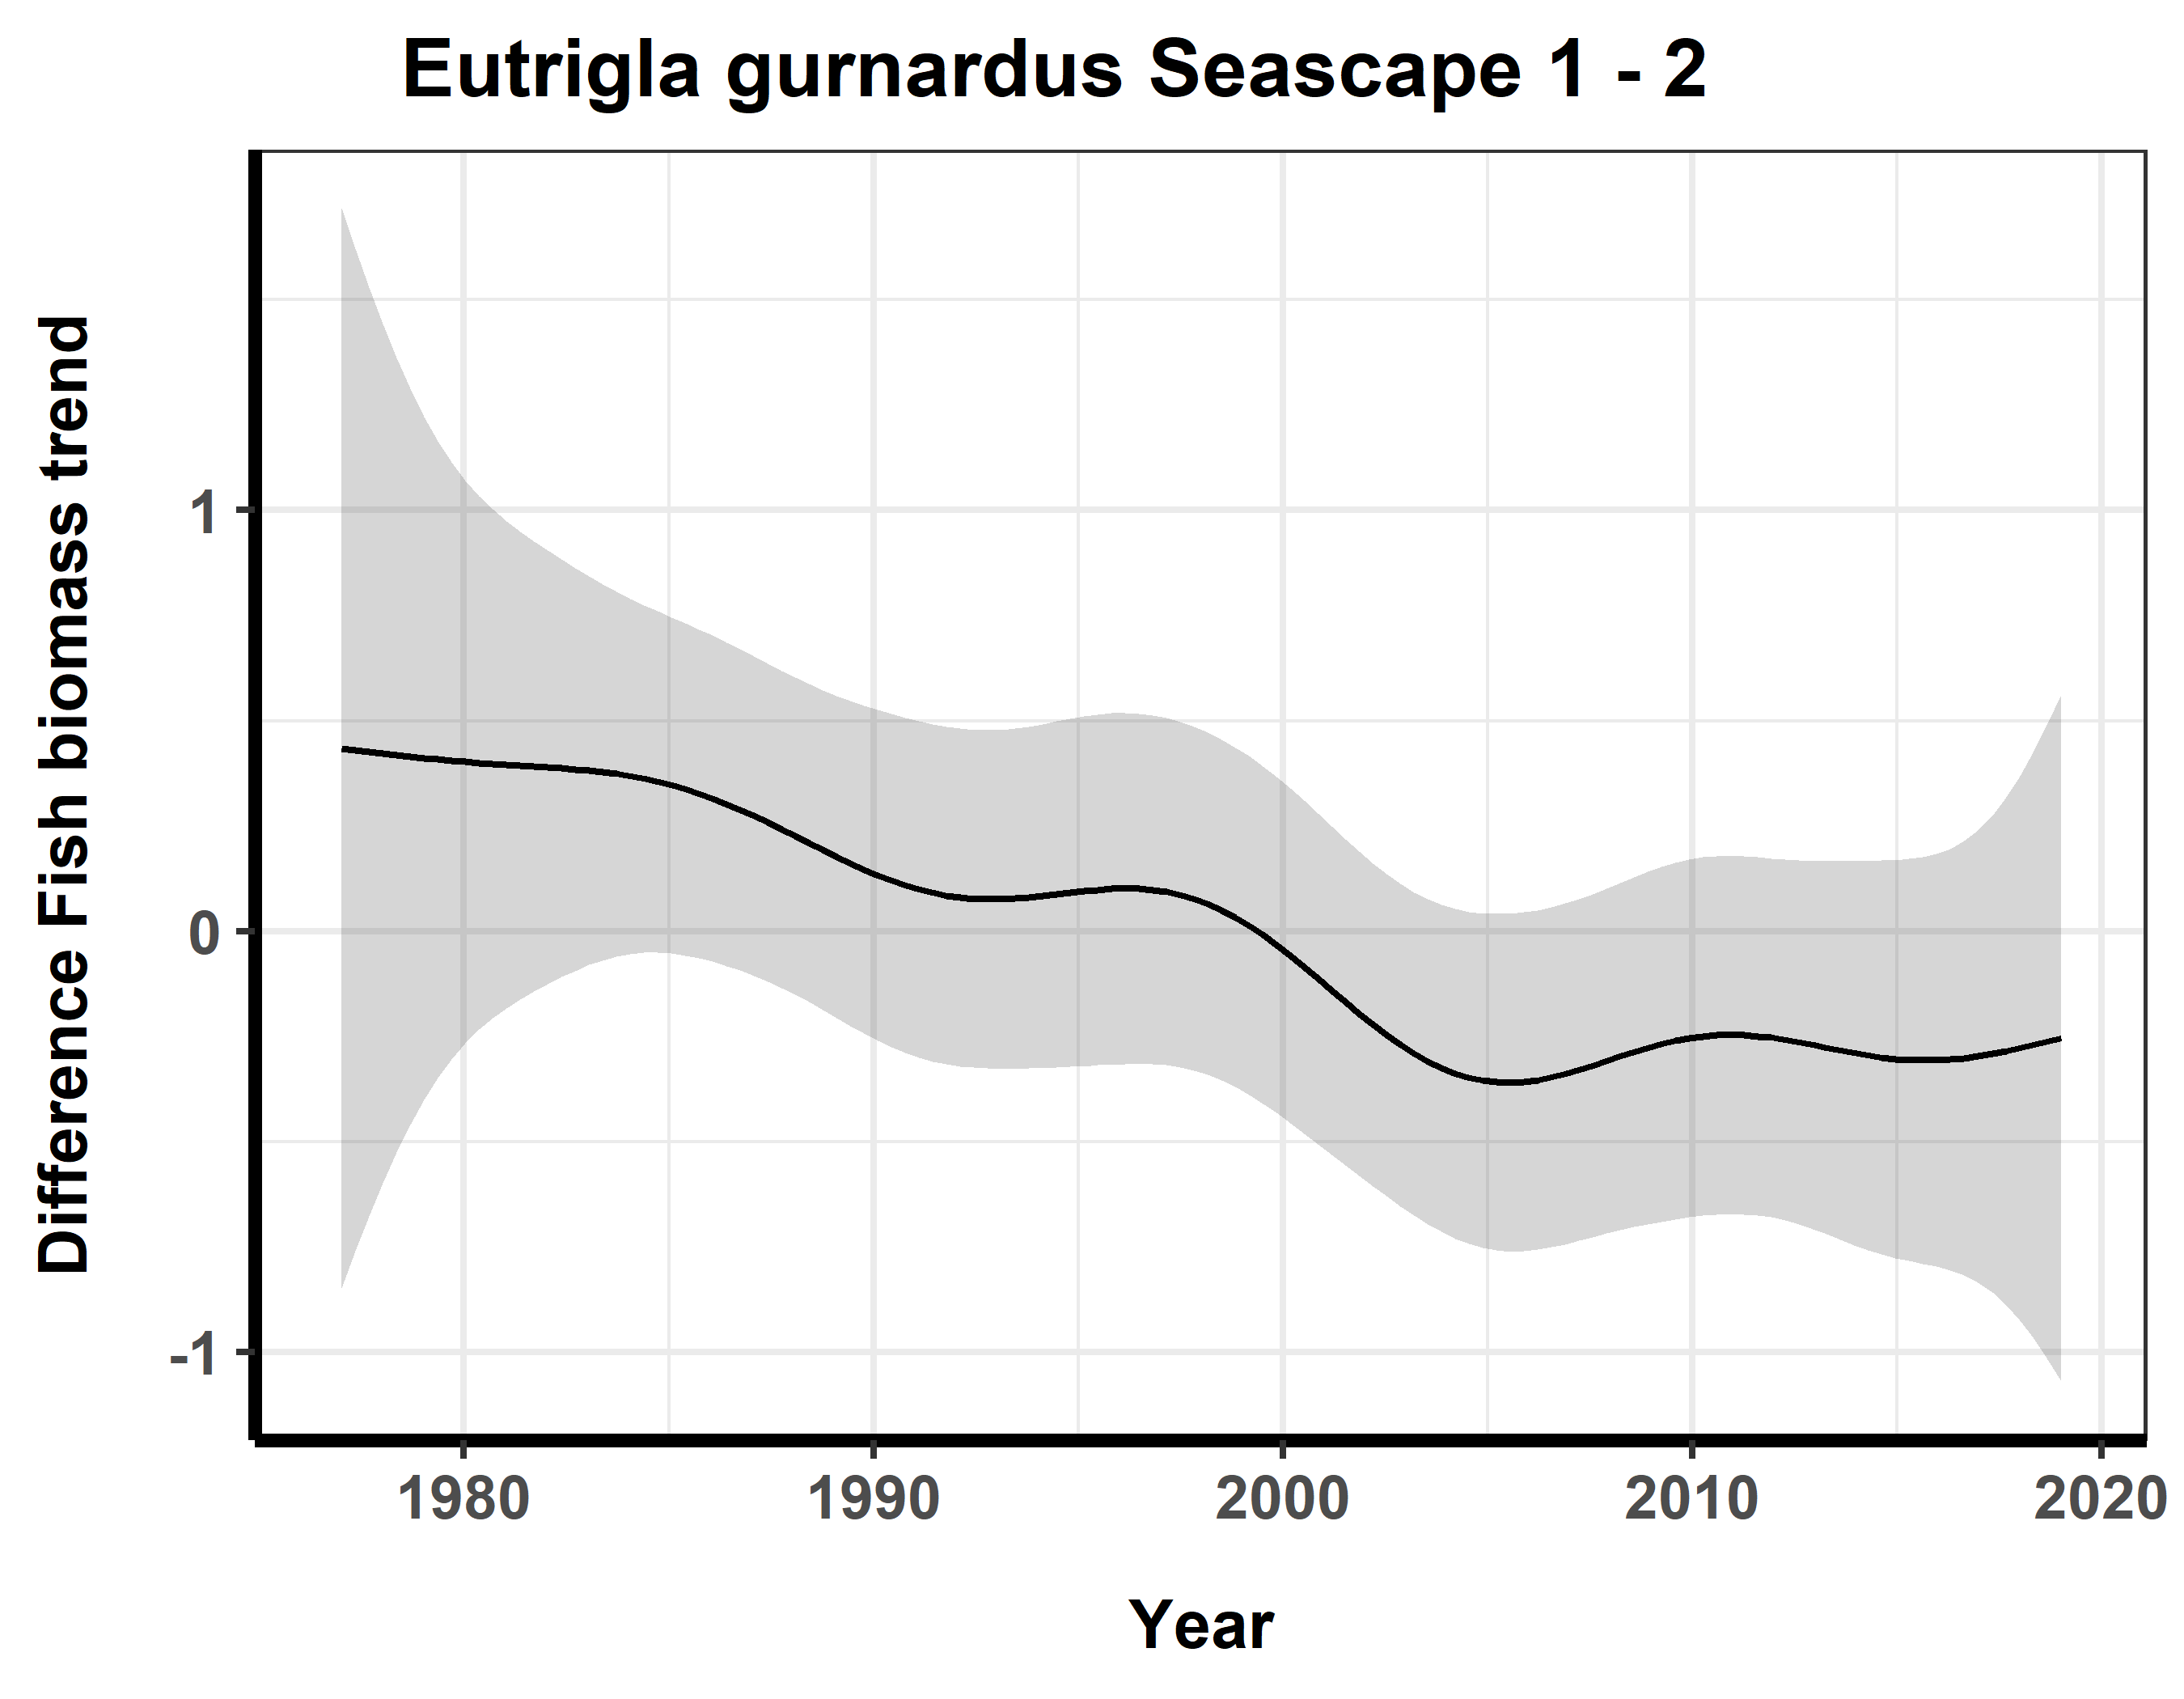 Eutrigla gurnardus Seascape 1 - 2
Difference Fish biomass trend
1
0
-1
1980 1990 2000 2010 2020
Year